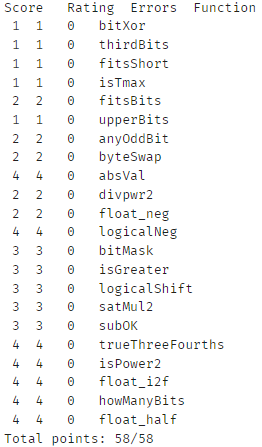 Score Rating Errors Function
1 1 0 bitXor
1 1 0 thirdBits
1 1 0 fitsShort
1 1 0 isTmax
2 2 0 fitsBits
1 1 0 upperBits
2 2 0 anyOddBit
2 2 0 byteSwap
4 4 0 absVal
2 2 0 divpwr2
2 2 0 float_neg
4 4 0 logicalNeg
3 3 0 bitMask
3 3 0 isGreater
3 3 0 logicalShift
3 3 0 satMul2
3 3 0 subOK
4 4 0 trueThreeFourths
4 4 0 isPower2
4 4 0 float_i2f
4 4 0 howManyBits
4 4 0 float_half
Total points: 58/58